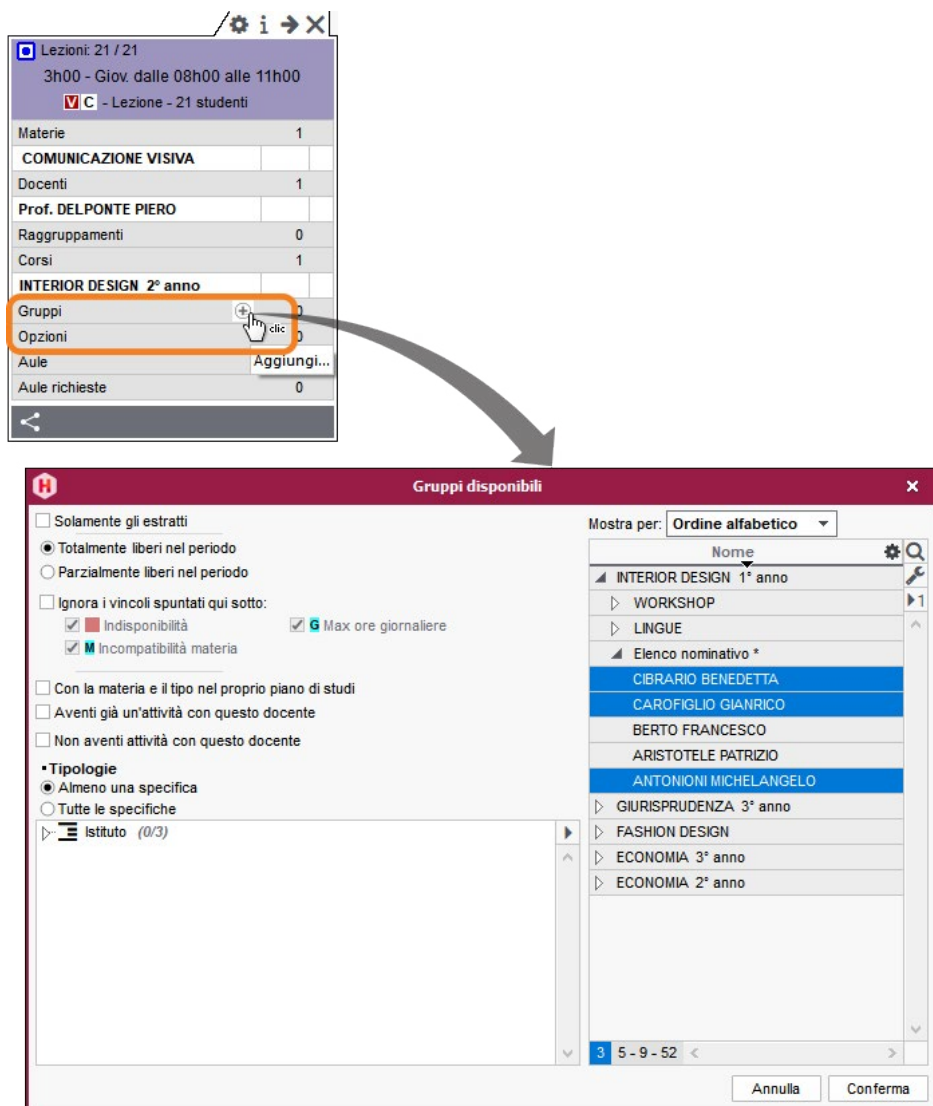 Lezioni: 21 / 21
3h00 - Giov. dalle 08h00 alle 11h00
V C - Lezione - 21 studenti
Materie 1
COMUNICAZIONE VISIVA
Docenti 1
Prof. DELPONTE PIERO
Raggruppamenti 0
Corsi 1
INTERIOR DESIGN 2° anno
Gruppi 0
clic
Opzioni 0
Aule Aggiungi...
Aule richieste 0
H Gruppi disponibili
Solamente gli estratti
Totalmente liberi nel periodo
Parzialmente liberi nel periodo
Ignora i vincoli spuntati qui sotto:
Indisponibilità G Max ore giornaliere
M Incompatibilità materia
Con la materia e il tipo nel proprio piano di studi
Aventi già un'attività con questo docente
Non aventi attività con questo docente
Tipologie
Almeno una specifica
Tutte le specifiche
Istituto (0/3)
Mostra per: Ordine alfabetico
Nome
INTERIOR DESIGN 1° anno
WORKSHOP
1
LINGUE
Elenco nominativo *
CIBRARIO BENEDETTA
CAROFIGLIO GIANRICO
BERTO FRANCESCO
ARISTOTELE PATRIZIO
ANTONIONI MICHELANGELO
GIURISPRUDENZA 3° anno
FASHION DESIGN
ECONOMIA 3° anno
ECONOMIA 2° anno
3 5 - 9 - 52
Annulla Conferma